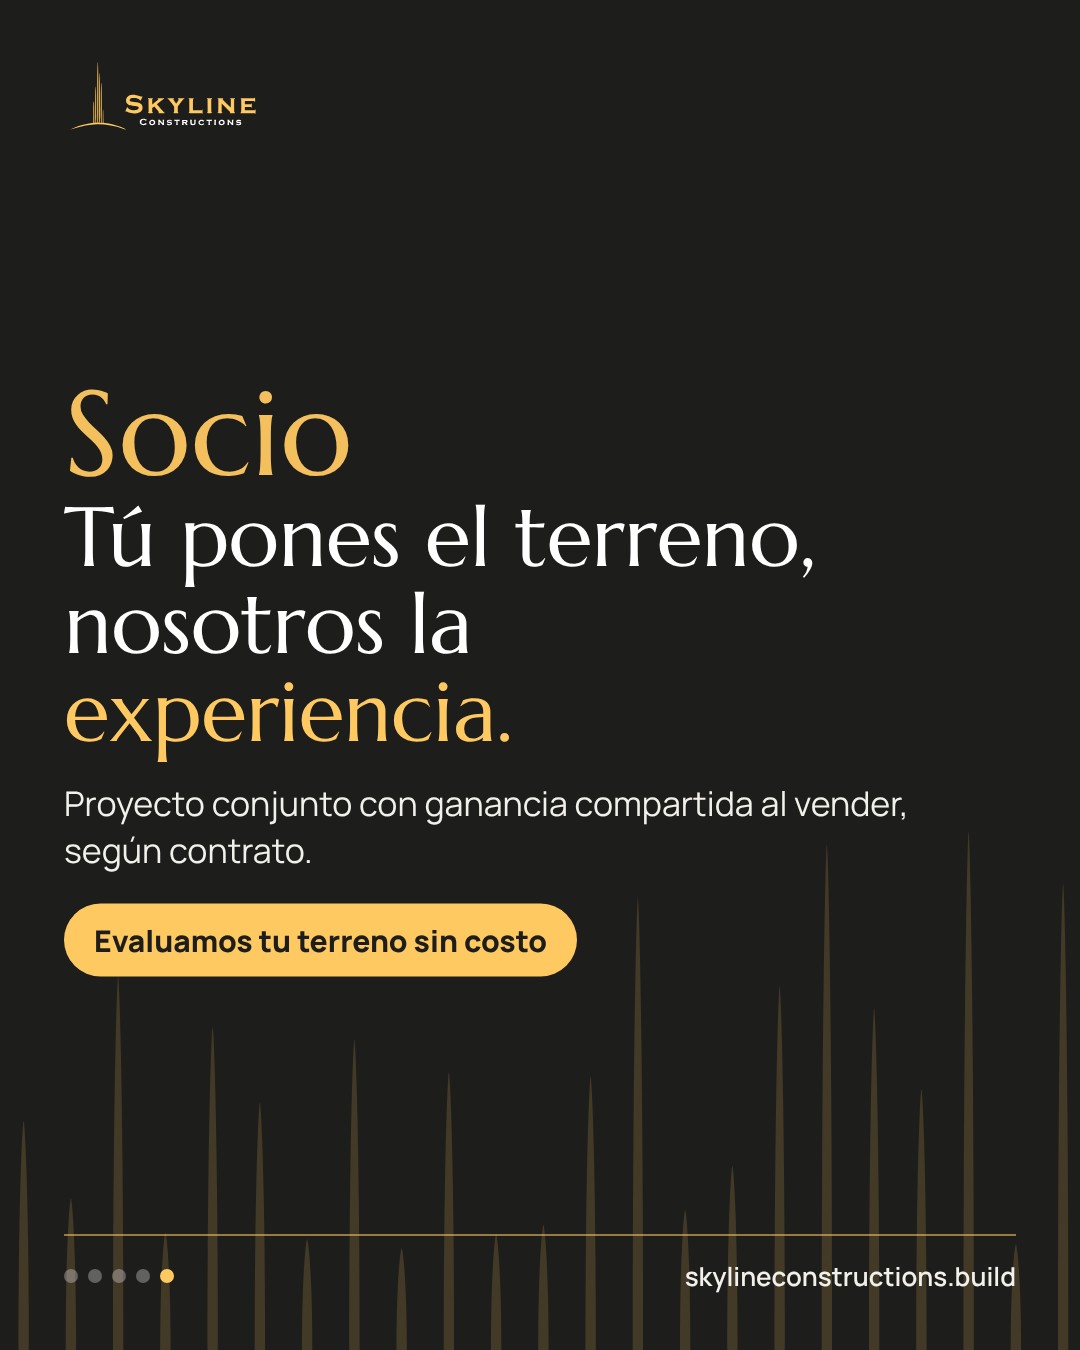 SKYLINE
CONSTRUCTIONS
Socio
Tú pones el terreno,
nosotros la
experiencia.
Proyecto conjunto con ganancia compartida al vender,
según contrato.
Evaluamos tu terreno sin costo
skylineconstructions.build